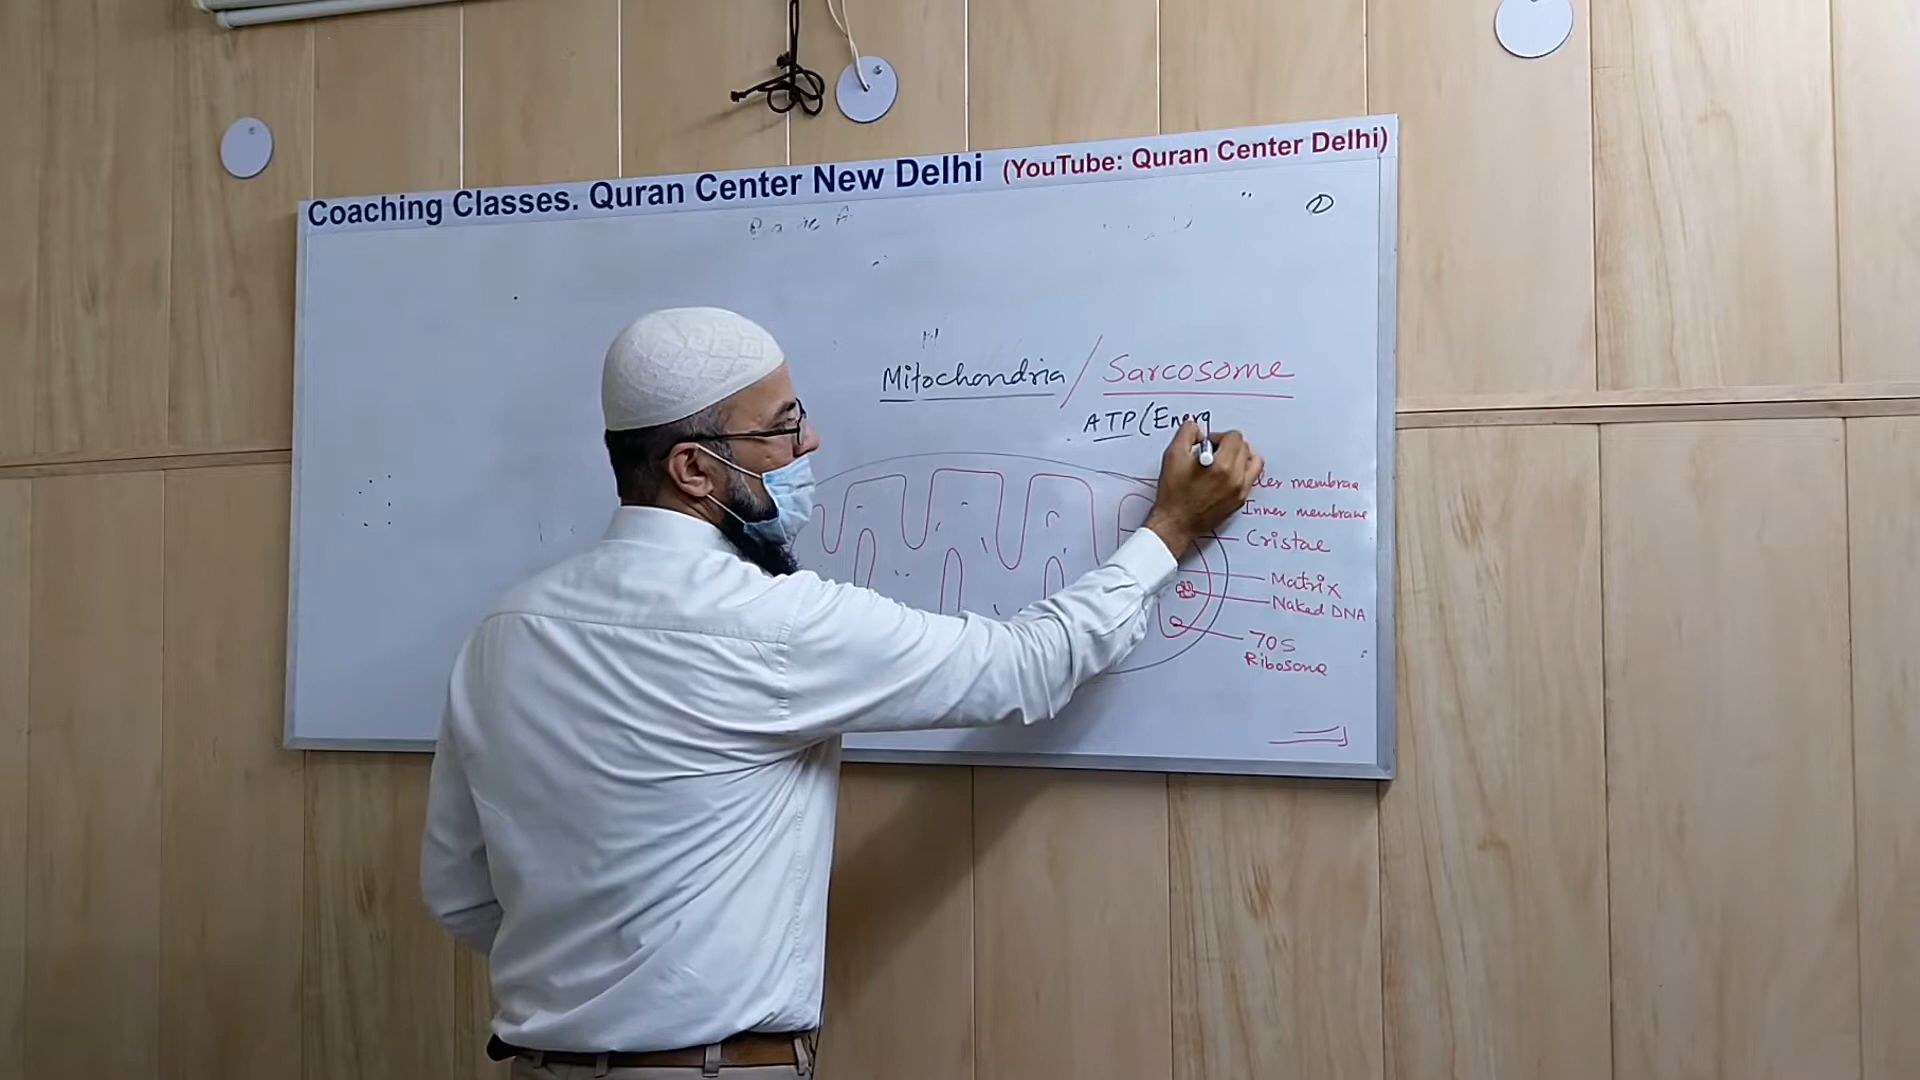 Coaching Classes. Quran Center New Delhi (YouTube: Quran Center Delhi)
Mitochondria / Sarcosome
ATP (Energ
membrane
Inner membrane
Cristae
Matrix
Naked DNA
70S
Ribosome